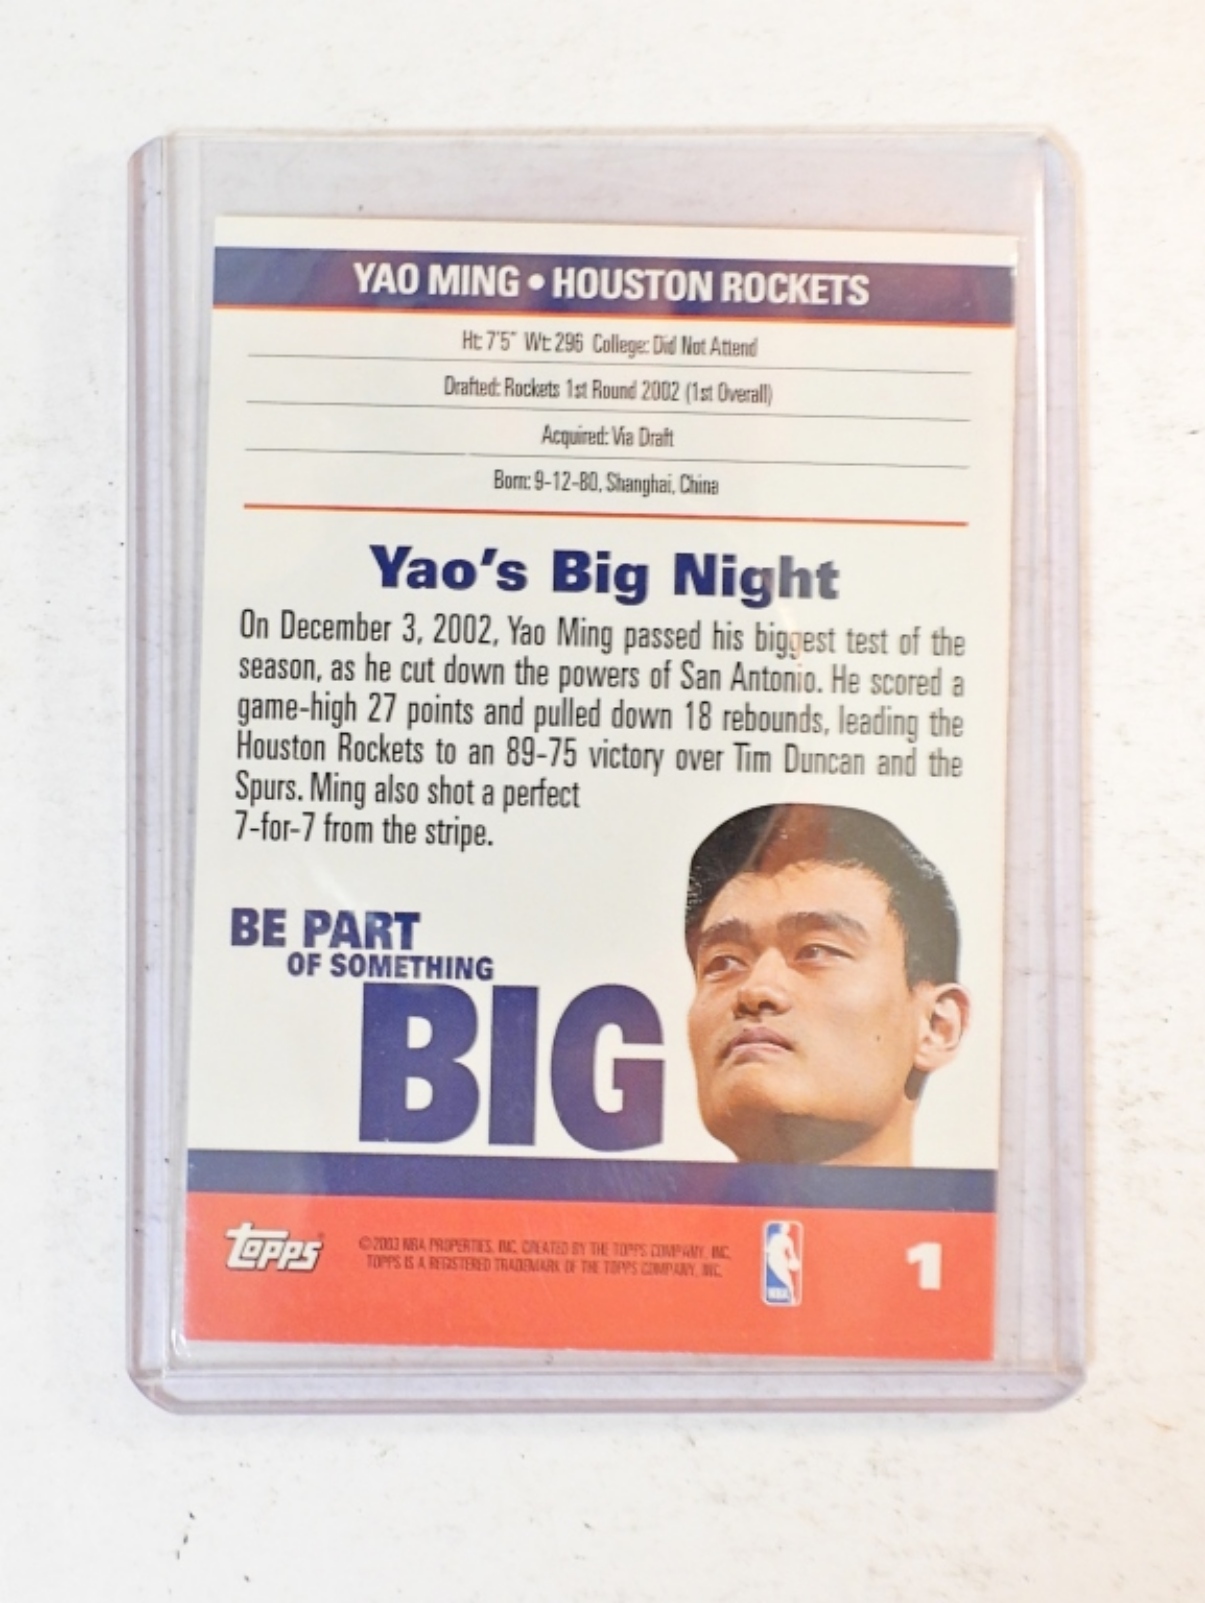 YAO MING • HOUSTON ROCKETS
Ht: 7'5" Wt: 296 College: Did Not Attend
Drafted: Rockets 1st Round 2002 (1st Overall)
Acquired: Via Draft
Born: 9-12-80, Shanghai, China
Yao's Big Night
On December 3, 2002, Yao Ming passed his biggest test of the
season, as he cut down the powers of San Antonio. He scored a
game-high 27 points and pulled down 18 rebounds, leading the
Houston Rockets to an 89-75 victory over Tim Duncan and the
Spurs. Ming also shot a perfect
7-for-7 from the stripe.
BE PART
OF SOMETHING
BIG
topps
©2003 NBA PROPERTIES, INC. CREATED BY THE TOPPS COMPANY, INC.
TOPPS IS A REGISTERED TRADEMARK OF THE TOPPS COMPANY, INC.
NBA
1